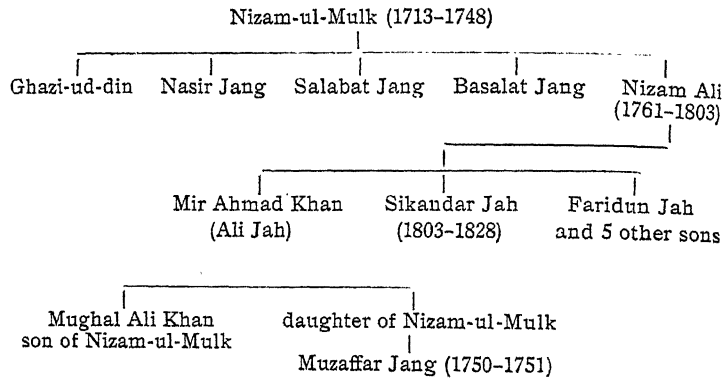 Nizam-ul-Mulk (1713–1748)
Ghazi-ud-din Nasir Jang Salabat Jang Basalat Jang Nizam Ali
(1761–1803)
Mir Ahmad Khan Sikandar Jah Faridun Jah
(Ali Jah) (1803–1828) and 5 other sons
Mughal Ali Khan daughter of Nizam-ul-Mulk
son of Nizam-ul-Mulk
Muzaffar Jang (1750–1751)